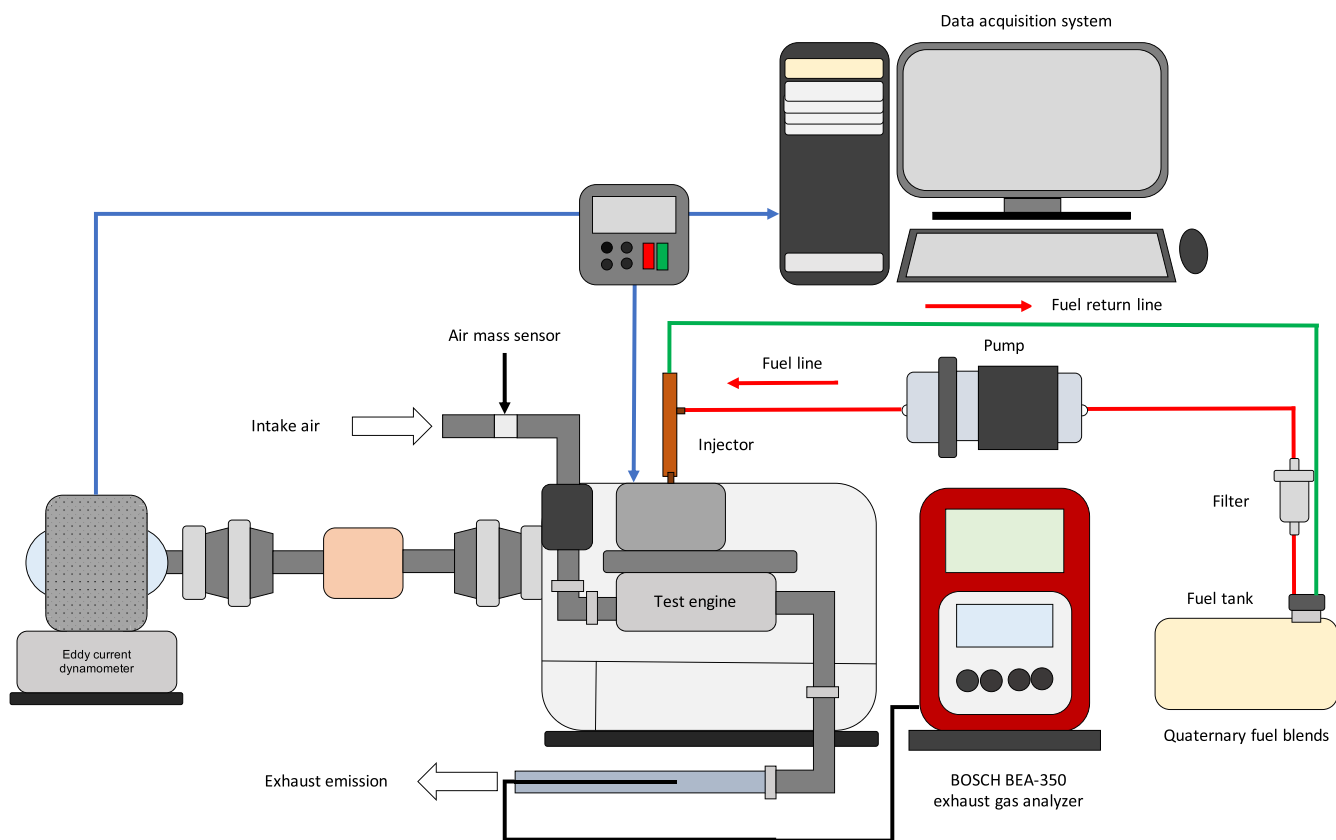 Data acquisition system
Fuel return line
Air mass sensor
Pump
Fuel line
Intake air
Injector
Filter
Test engine
Fuel tank
Eddy current
dynamometer
Quaternary fuel blends
Exhaust emission
BOSCH BEA-350
exhaust gas analyzer